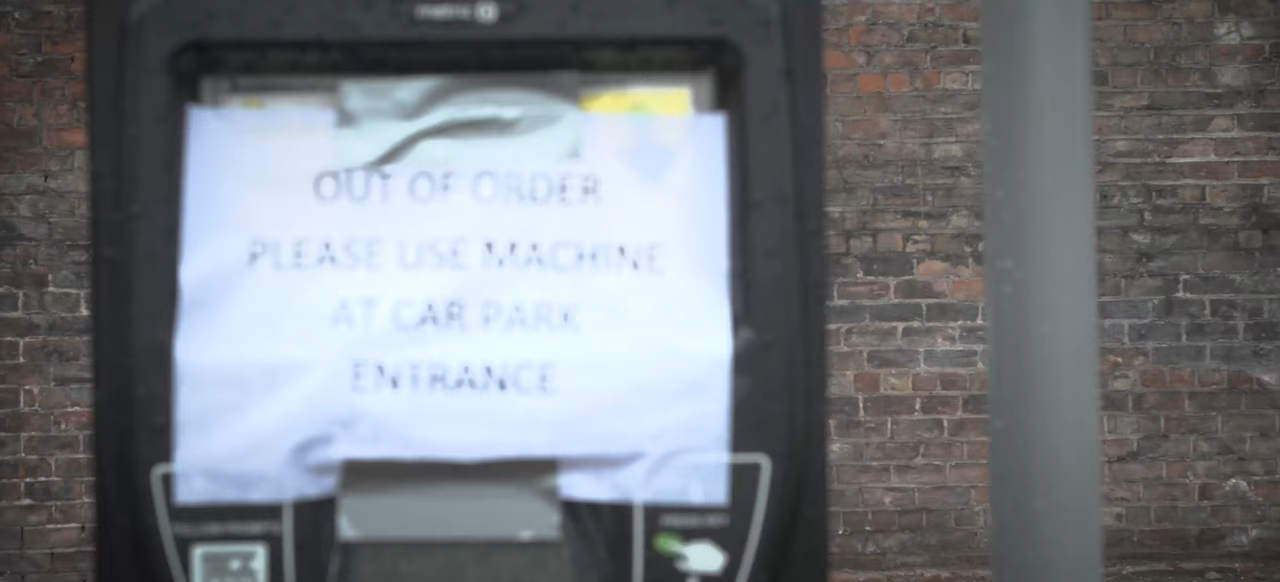 OUT OF ORDER
PLEASE USE MACHINE
AT CAR PARK
ENTRANCE